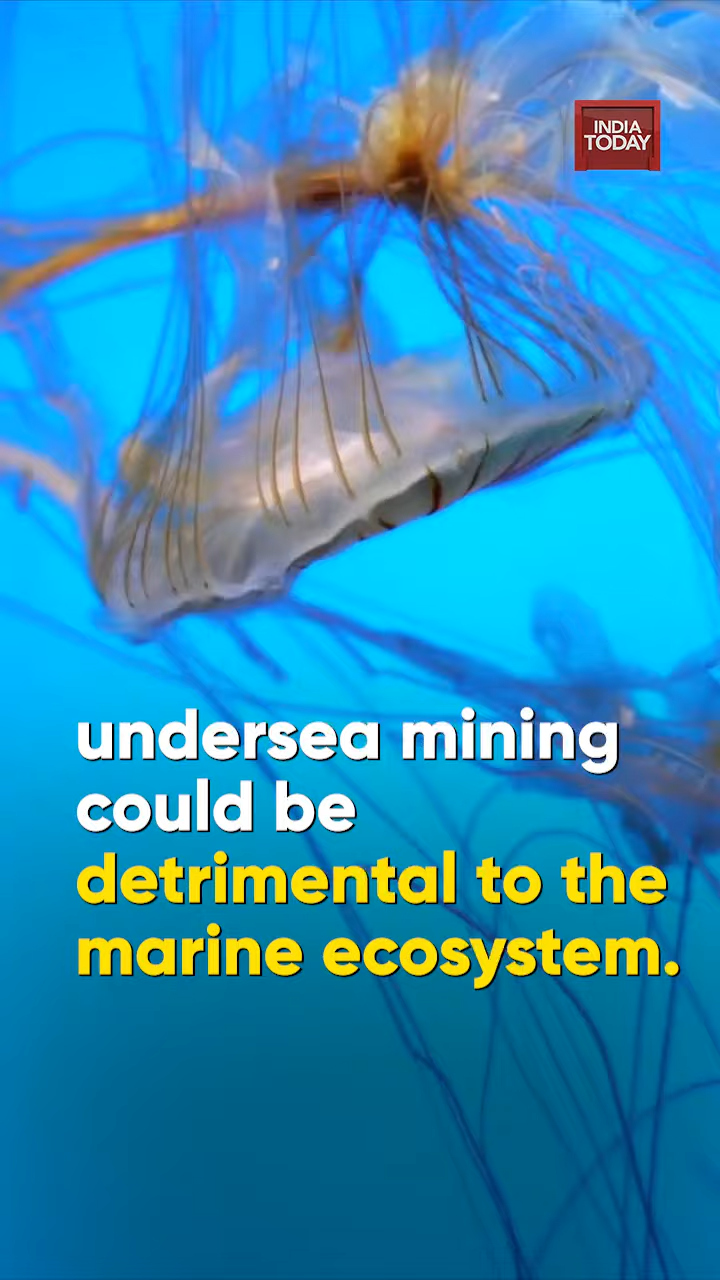 INDIA
TODAY
undersea mining
could be
detrimental to the
marine ecosystem.